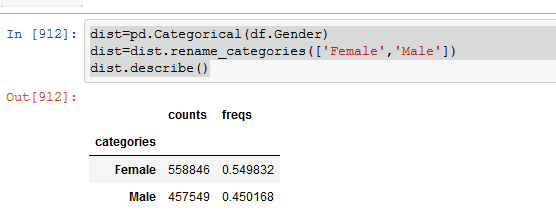 In [912]: dist=pd.Categorical(df.Gender)
dist=dist.rename_categories(['Female','Male'])
dist.describe()
Out[912]:
counts freqs
categories
Female 558846 0.549832
Male 457549 0.450168